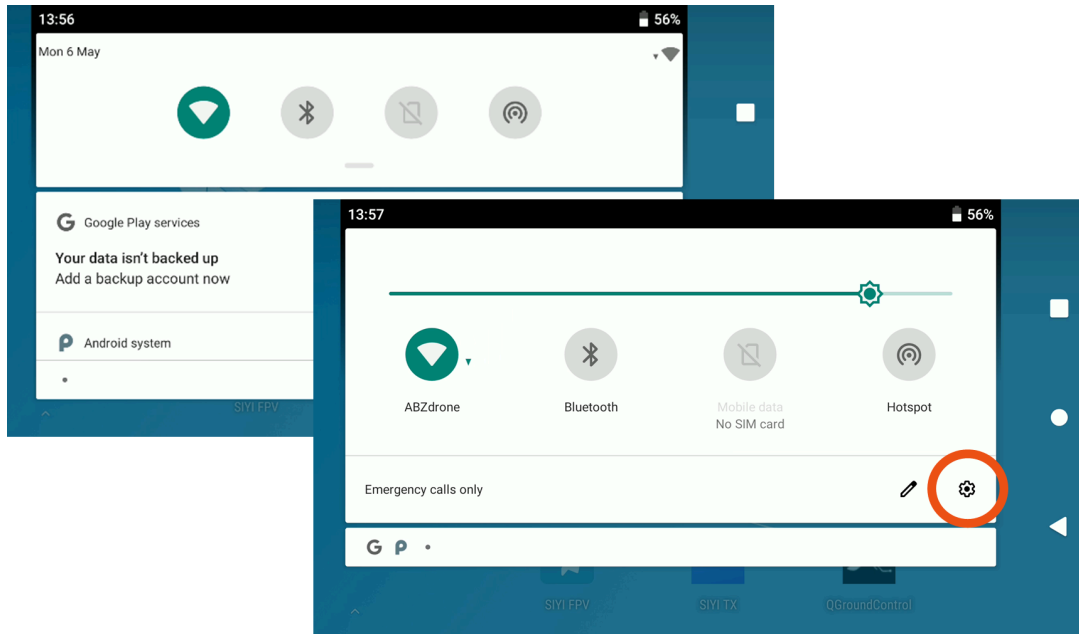 13:56
56%
Mon 6 May
Google Play services
Your data isn't backed up
Add a backup account now
Android system
SIYI FPV
13:57
56%
ABZdrone
Bluetooth
Mobile data
Hotspot
No SIM card
Emergency calls only
SIYI FPV
SIYI TX
QGroundControl